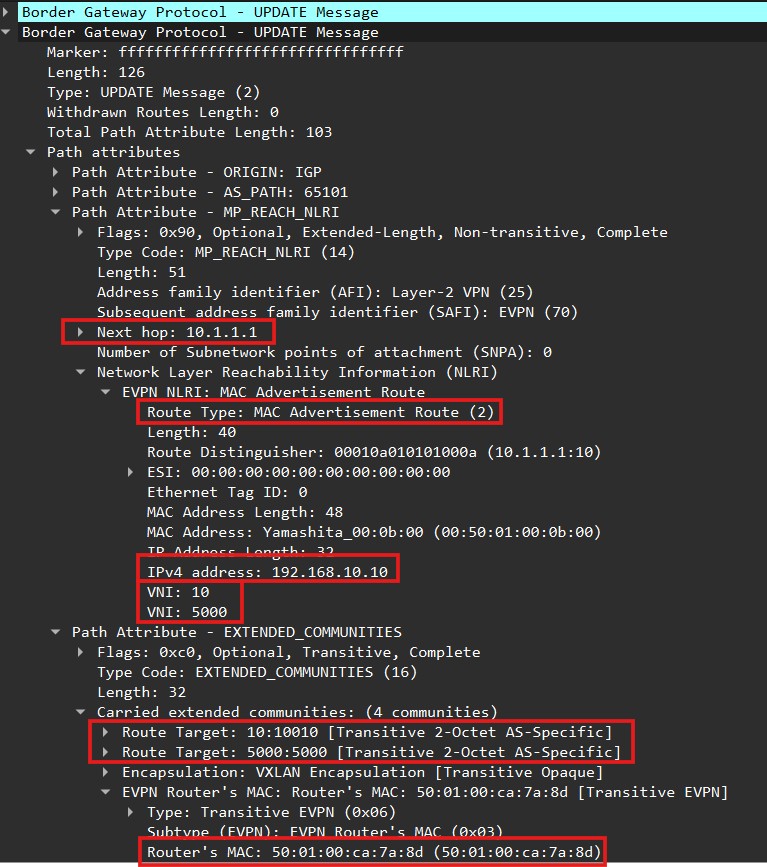 Border Gateway Protocol - UPDATE Message
Border Gateway Protocol - UPDATE Message
Marker: ffffffffffffffffffffffffffffffff
Length: 126
Type: UPDATE Message (2)
Withdrawn Routes Length: 0
Total Path Attribute Length: 103
Path attributes
Path Attribute - ORIGIN: IGP
Path Attribute - AS_PATH: 65101
Path Attribute - MP_REACH_NLRI
Flags: 0x90, Optional, Extended-Length, Non-transitive, Complete
Type Code: MP_REACH_NLRI (14)
Length: 51
Address family identifier (AFI): Layer-2 VPN (25)
Subsequent address family identifier (SAFI): EVPN (70)
Next hop: 10.1.1.1
Number of Subnetwork points of attachment (SNPA): 0
Network Layer Reachability Information (NLRI)
EVPN NLRI: MAC Advertisement Route
Route Type: MAC Advertisement Route (2)
Length: 40
Route Distinguisher: 00010a010101000a (10.1.1.1:10)
ESI: 00:00:00:00:00:00:00:00:00:00
Ethernet Tag ID: 0
MAC Address Length: 48
MAC Address: Yamashita_00:0b:00 (00:50:01:00:0b:00)
IP Address Length: 32
IPv4 address: 192.168.10.10
VNI: 10
VNI: 5000
Path Attribute - EXTENDED_COMMUNITIES
Flags: 0xc0, Optional, Transitive, Complete
Type Code: EXTENDED_COMMUNITIES (16)
Length: 32
Carried extended communities: (4 communities)
Route Target: 10:10010 [Transitive 2-Octet AS-Specific]
Route Target: 5000:5000 [Transitive 2-Octet AS-Specific]
Encapsulation: VXLAN Encapsulation [Transitive Opaque]
EVPN Router's MAC: Router's MAC: 50:01:00:ca:7a:8d [Transitive EVPN]
Type: Transitive EVPN (0x06)
Subtype (EVPN): EVPN Router's MAC (0x03)
Router's MAC: 50:01:00:ca:7a:8d (50:01:00:ca:7a:8d)